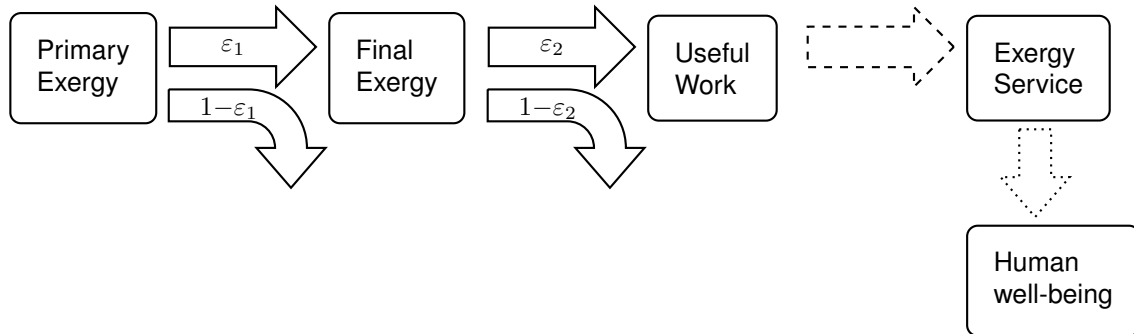 Primary
Exergy
ε₁
1−ε₁
Final
Exergy
ε₂
1−ε₂
Useful
Work
Exergy
Service
Human
well-being